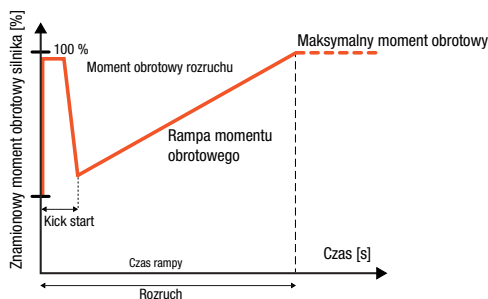 Znamionowy moment obrotowy silnika [%]
100 %
Maksymalny moment obrotowy
Moment obrotowy rozruchu
Rampa momentu
obrotowego
Kick start
Czas rampy
Czas [s]
Rozruch